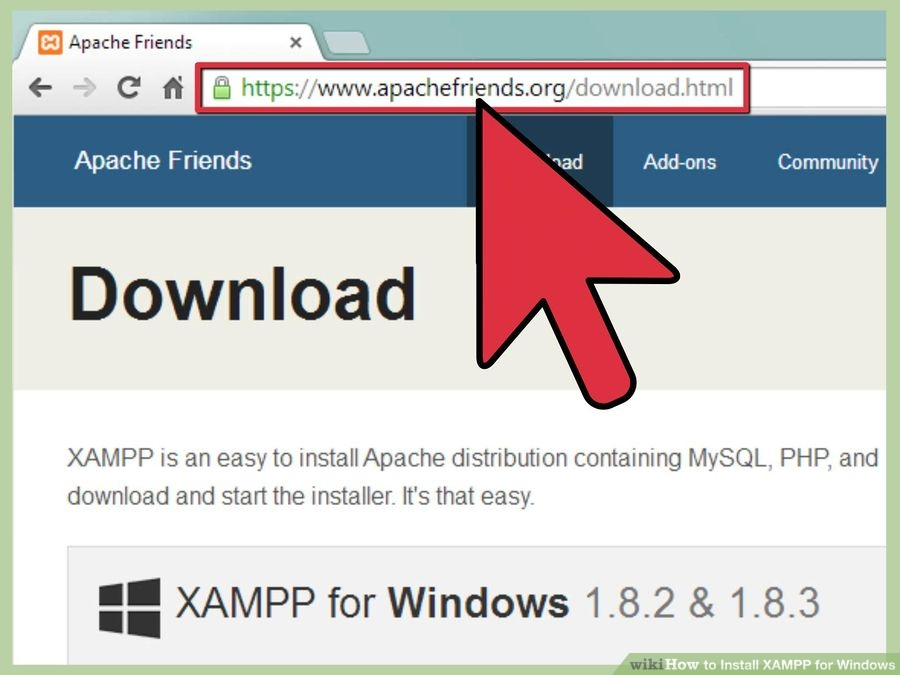 Apache Friends
https://www.apachefriends.org/download.html
Apache Friends
Add-ons
Community
Download
XAMPP is an easy to install Apache distribution containing MySQL, PHP, and
download and start the installer. It's that easy.
XAMPP for Windows 1.8.2 & 1.8.3
wikiHow to Install XAMPP for Windows